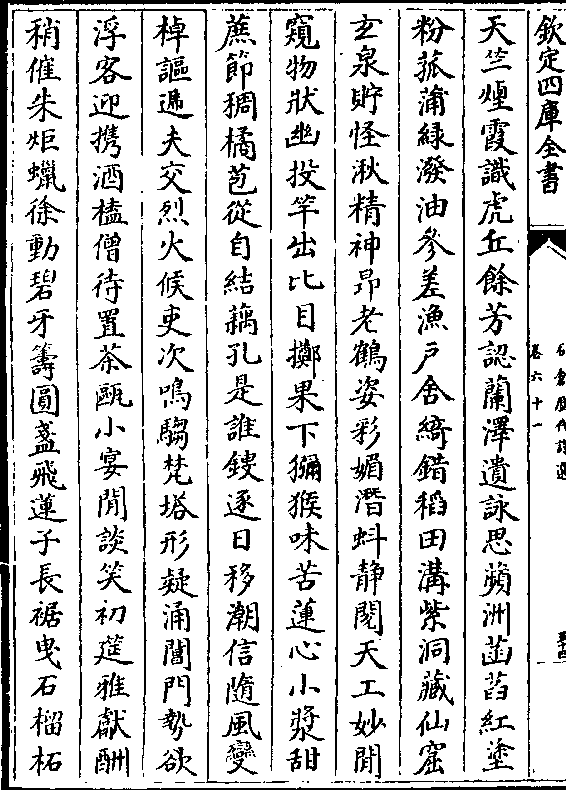 欽定四庫全書
石倉歷代詩選
卷六十一
天竺煙霞識虎丘餘芳認蘭澤遺詠思蘋洲菡萏紅塗
粉菰蒲綠潑油參差漁戶舍綺錯稻田溝紫洞藏仙窟
玄泉貯怪湫精神昂老鶴姿彩媚潛蚪靜閱天工妙閒
窺物狀幽投竿出比目擲果下獼猴味苦蓮心小漿甜
蔗節稠橘苞從自結藕孔是誰鎪逐日移潮信隨風變
棹謳遞夫交烈火候吏次鳴騶梵塔形疑涌閶門勢欲
浮客迎携酒榼僧待置茶甌小宴閒談笑初筵雅獻酬
稍催朱炬蠟徐動碧牙籌圓盞飛蓮子長裾曳石榴柘